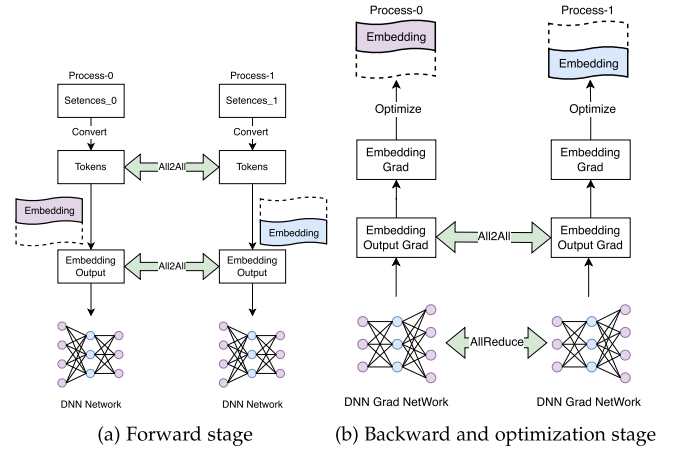 Process-0
Setences_0
Convert
Tokens
Embedding
Embedding
Output
DNN Network
All2All
All2All
Process-1
Setences_1
Convert
Tokens
Embedding
Embedding
Output
DNN Network
(a) Forward stage
Process-0
Embedding
Optimize
Embedding
Grad
Embedding
Output Grad
DNN Grad NetWork
All2All
AllReduce
Process-1
Embedding
Optimize
Embedding
Grad
Embedding
Output Grad
DNN Grad NetWork
(b) Backward and optimization stage